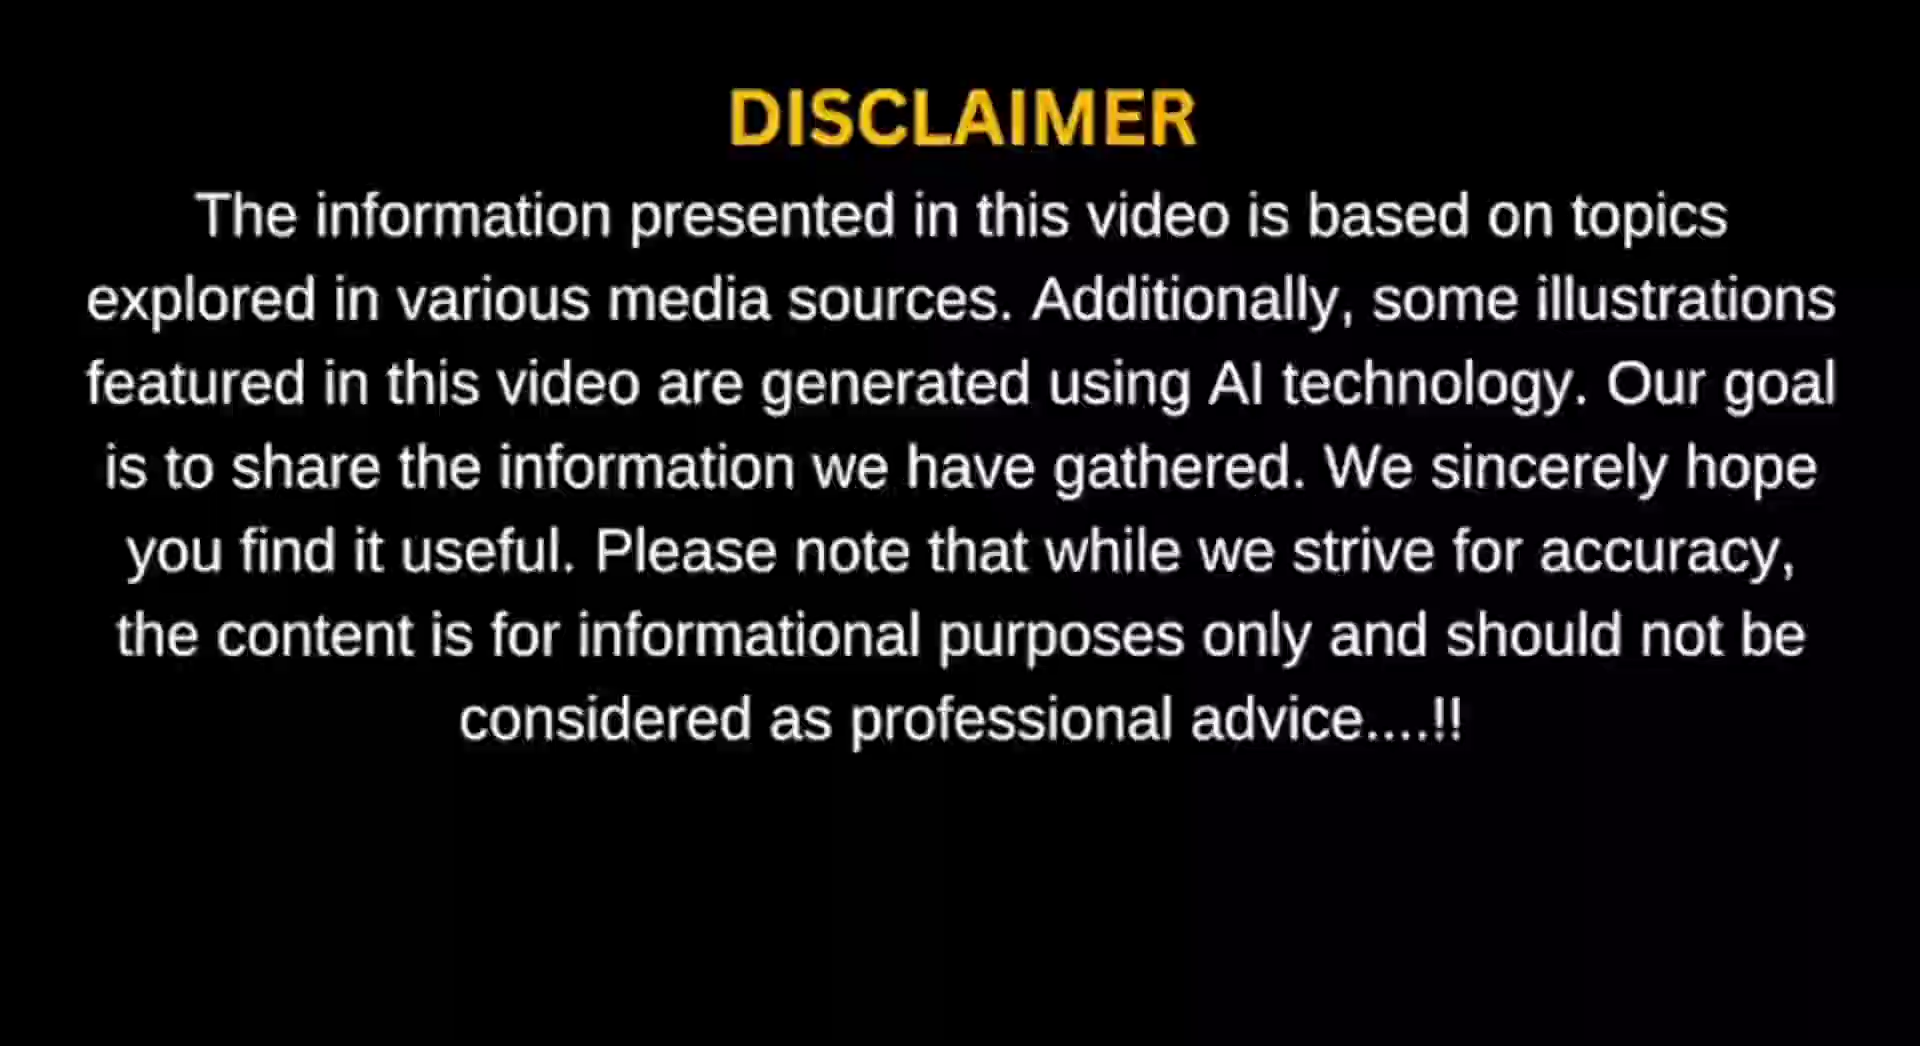 DISCLAIMER
The information presented in this video is based on topics
explored in various media sources. Additionally, some illustrations
featured in this video are generated using AI technology. Our goal
is to share the information we have gathered. We sincerely hope
you find it useful. Please note that while we strive for accuracy,
the content is for informational purposes only and should not be
considered as professional advice....!!